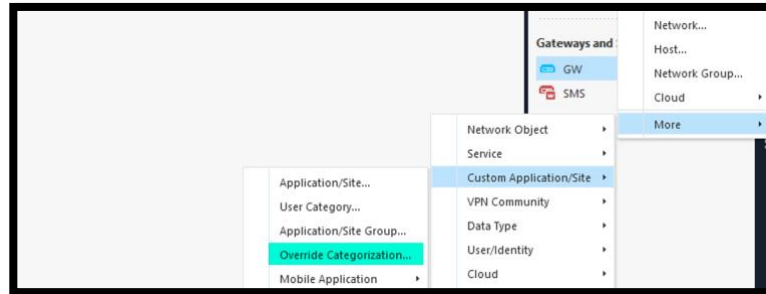 Network...
Host...
Network Group...
Cloud
More
Gateways and
GW
SMS
Network Object
Service
Custom Application/Site
VPN Community
Data Type
User/Identity
Cloud
Application/Site...
User Category...
Application/Site Group...
Override Categorization...
Mobile Application